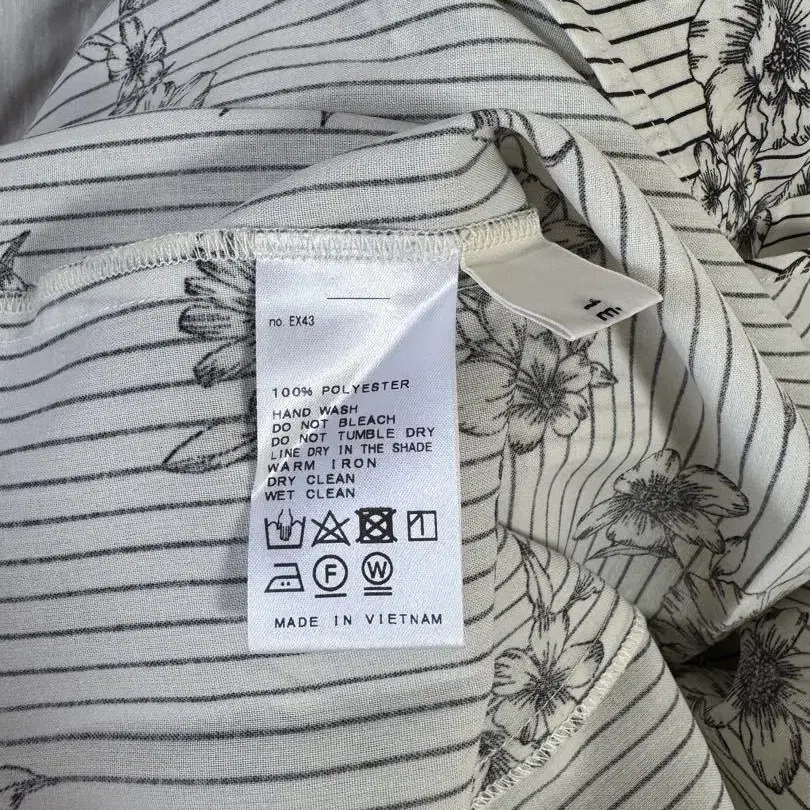 no. EX43
100% POLYESTER
HAND WASH
DO NOT BLEACH
DO NOT TUMBLE DRY
LINE DRY IN THE SHADE
WARM IRON
DRY CLEAN
WET CLEAN
F W
MADE IN VIETNAM